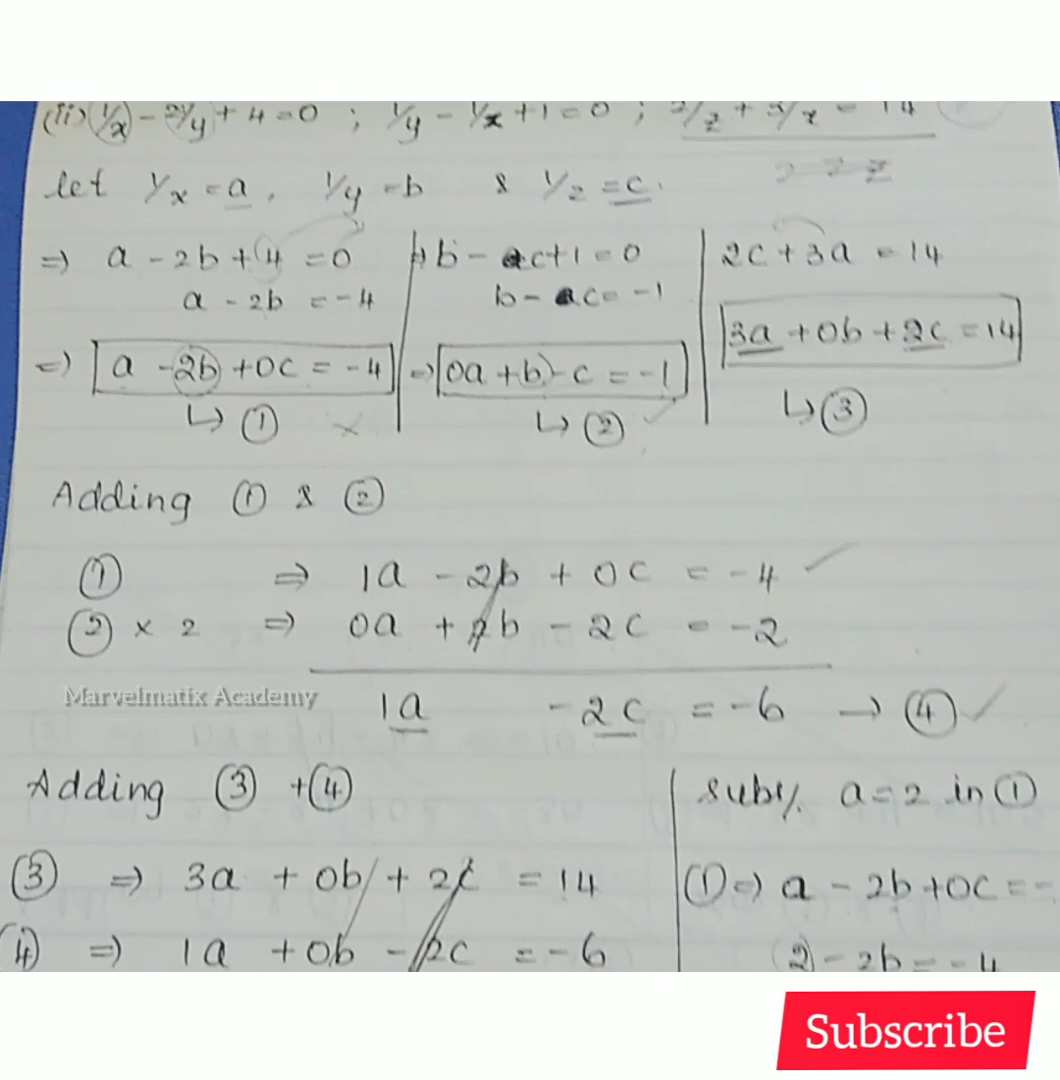 (ii) 1/x - 2/y + 4 = 0 ; 1/y - 1/x + 1 = 0 ; 2/z + 3/x = 14
let 1/x = a, 1/y = b & 1/z = c.
⇒ a - 2b + 4 = 0
a - 2b = -4
⇒ a - 2b + 0c = -4
↳ ①
b - c + 1 = 0
b - c = -1
⇒ 0a + b - c = -1
↳ ②
2c + 3a = 14
3a + 0b + 2c = 14
↳ ③
Adding ① & ②
① ⇒ 1a - 2b + 0c = -4
② × 2 ⇒ 0a + 2b - 2c = -2
Marvelmatix Academy
1a - 2c = -6 → ④
Adding ③ + ④
③ ⇒ 3a + 0b + 2c = 14
④ ⇒ 1a + 0b - 2c = -6
Subs/. a = 2 in ①
① ⇒ a - 2b + 0c = -
2 - 2b = -4
Subscribe